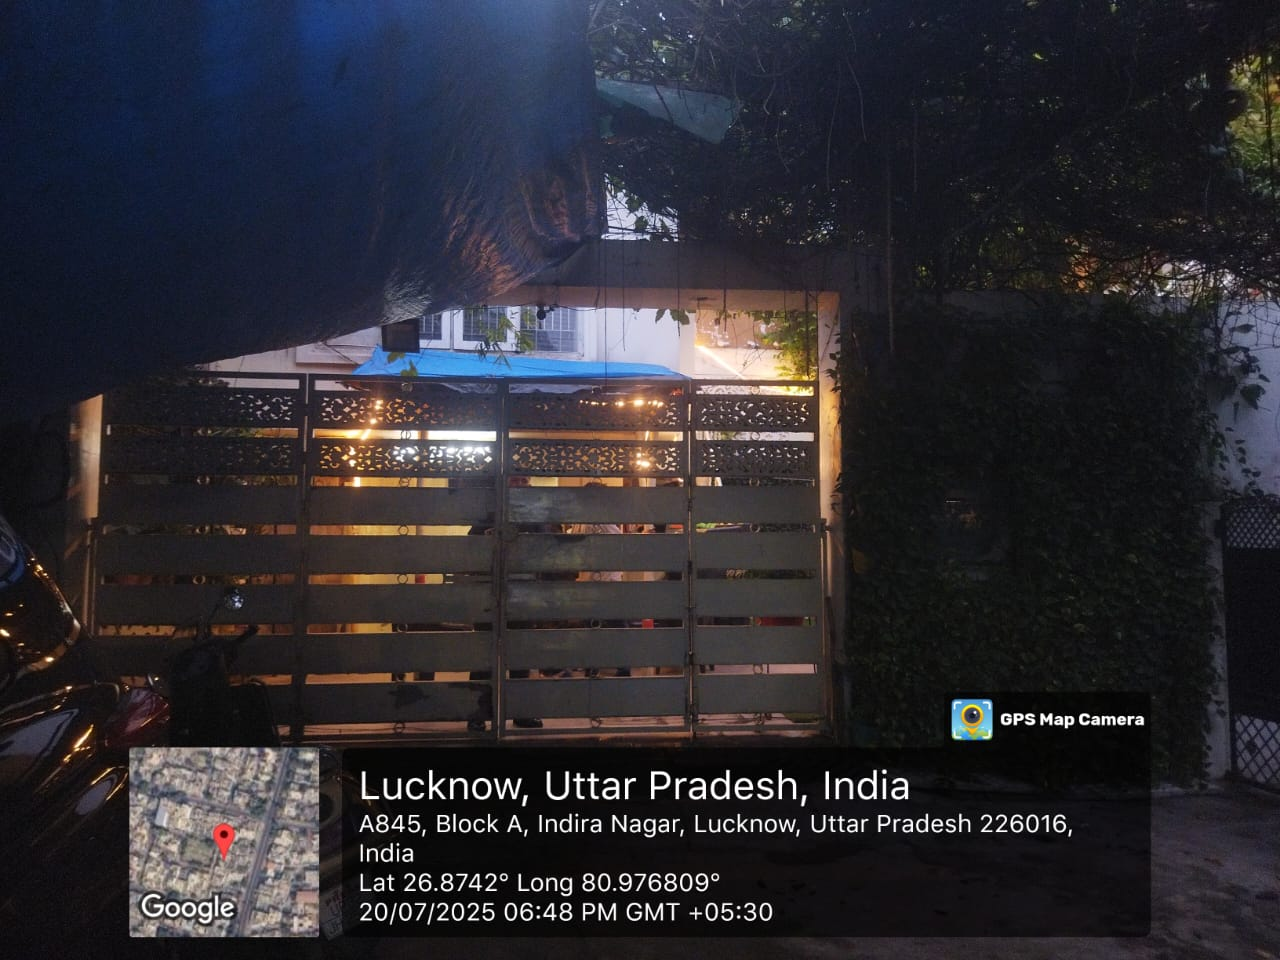 GPS Map Camera
Lucknow, Uttar Pradesh, India
A845, Block A, Indira Nagar, Lucknow, Uttar Pradesh 226016,
India
Lat 26.8742° Long 80.976809°
20/07/2025 06:48 PM GMT +05:30
Google